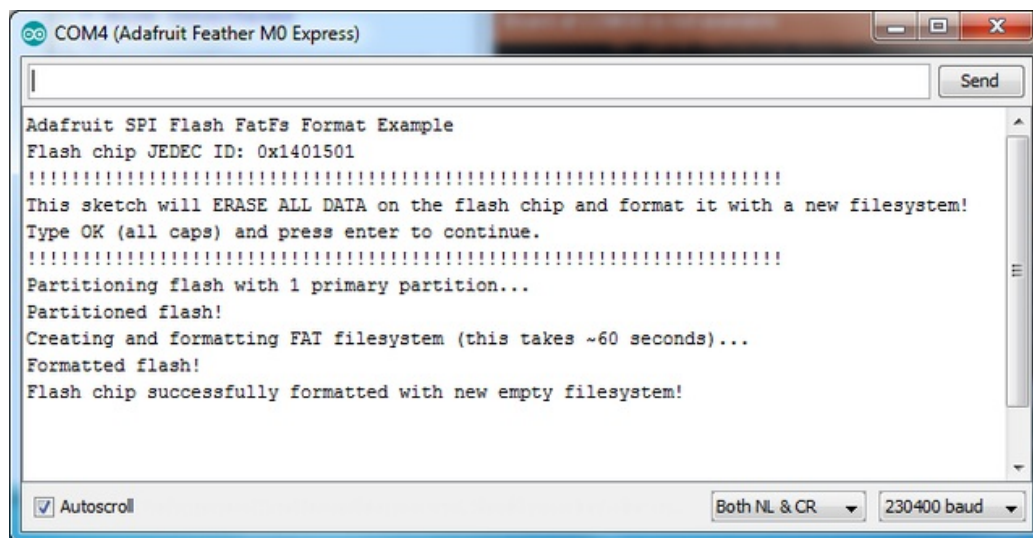 COM4 (Adafruit Feather M0 Express)
Send
Adafruit SPI Flash FatFs Format Example
Flash chip JEDEC ID: 0x1401501
!!!!!!!!!!!!!!!!!!!!!!!!!!!!!!!!!!!!!!!!!!!!!!!!!!!!!!!!!!!!!!!!!!!!!
This sketch will ERASE ALL DATA on the flash chip and format it with a new filesystem!
Type OK (all caps) and press enter to continue.
!!!!!!!!!!!!!!!!!!!!!!!!!!!!!!!!!!!!!!!!!!!!!!!!!!!!!!!!!!!!!!!!!!!!!
Partitioning flash with 1 primary partition...
Partitioned flash!
Creating and formatting FAT filesystem (this takes ~60 seconds)...
Formatted flash!
Flash chip successfully formatted with new empty filesystem!
Autoscroll
Both NL & CR
230400 baud